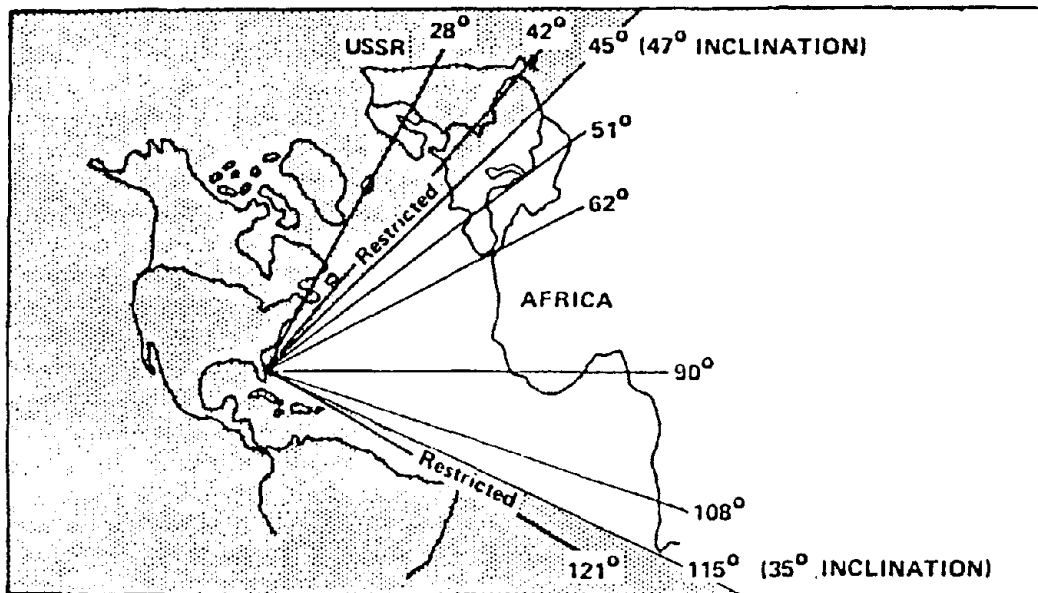 USSR
28°
42°
45° (47° INCLINATION)
51°
62°
Restricted
AFRICA
90°
Restricted
108°
121°
115° (35° INCLINATION)